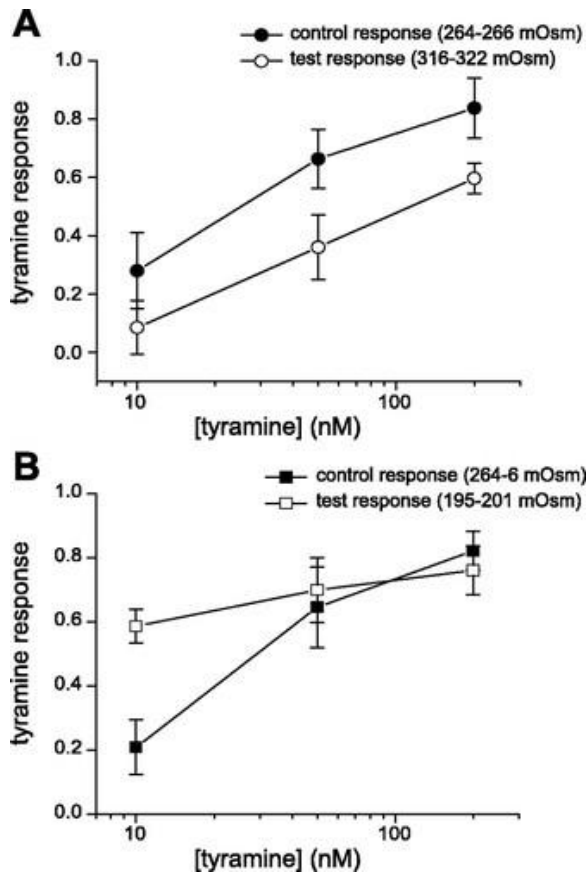 A
control response (264-266 mOsm)
test response (316-322 mOsm)
1.0
0.8
0.6
0.4
0.2
0.0
tyramine response
10
100
[tyramine] (nM)
B
control response (264-6 mOsm)
test response (195-201 mOsm)
1.0
0.8
0.6
0.4
0.2
0.0
tyramine response
10
100
[tyramine] (nM)